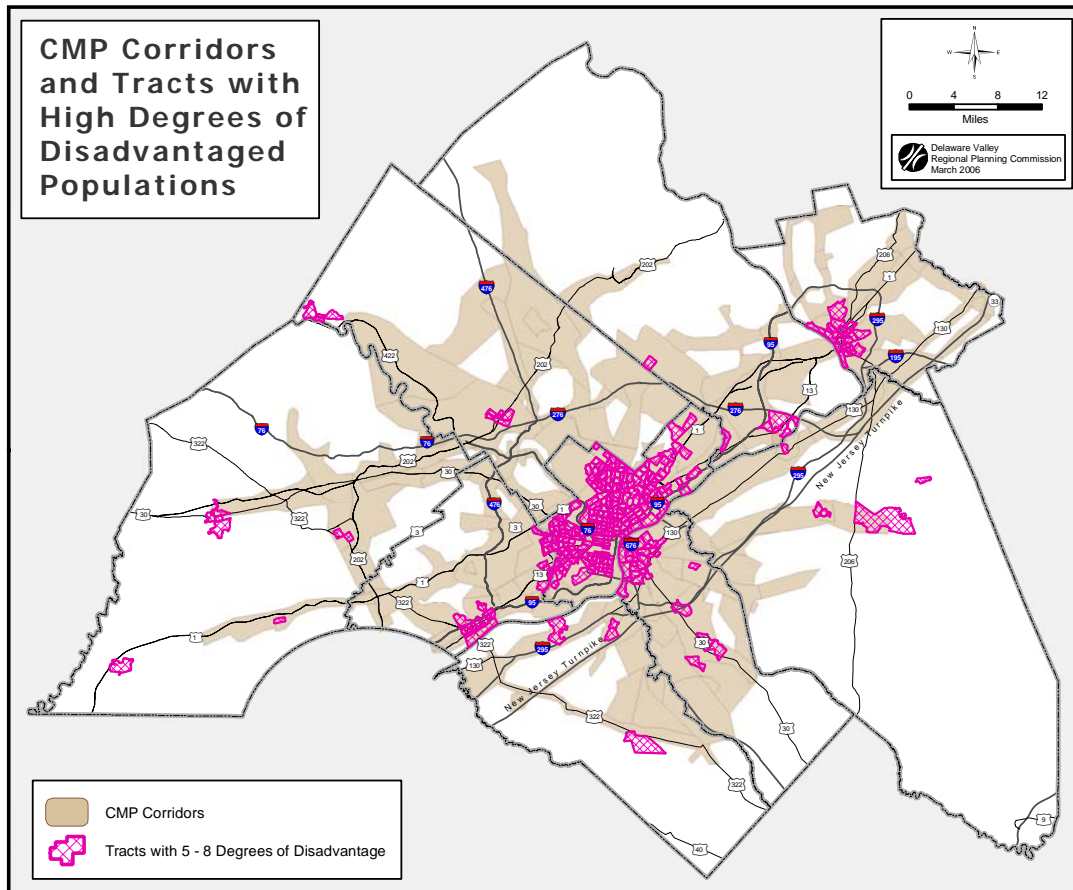 CMP Corridors
and Tracts with
High Degrees of
Disadvantaged
Populations
N
W
E
S
0 4 8 12
Miles
Delaware Valley
Regional Planning Commission
March 2006
206
1
33
130
202
476
295
95
195
422
202
13
276
130
276
76
322
76
1
202
30
295
New Jersey Turnpike
476
30
1
95
30
322
3
76
130
3
676
202
206
1
13
322
95
1
322
30
295
130
New Jersey Turnpike
322
30
322
9
40
CMP Corridors
Tracts with 5 - 8 Degrees of Disadvantage